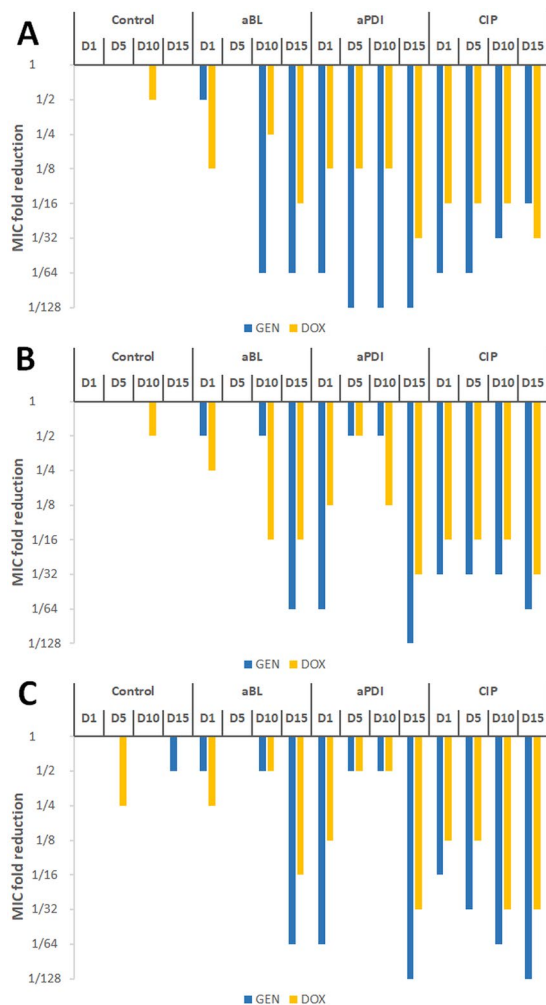 A
Control aBL aPDI CIP
D1 D5 D10 D15 D1 D5 D10 D15 D1 D5 D10 D15 D1 D5 D10 D15
1
1/2
1/4
1/8
1/16
1/32
1/64
1/128
MIC fold reduction
GEN DOX
B
Control aBL aPDI CIP
D1 D5 D10 D15 D1 D5 D10 D15 D1 D5 D10 D15 D1 D5 D10 D15
1
1/2
1/4
1/8
1/16
1/32
1/64
1/128
MIC fold reduction
GEN DOX
C
Control aBL aPDI CIP
D1 D5 D10 D15 D1 D5 D10 D15 D1 D5 D10 D15 D1 D5 D10 D15
1
1/2
1/4
1/8
1/16
1/32
1/64
1/128
MIC fold reduction
GEN DOX